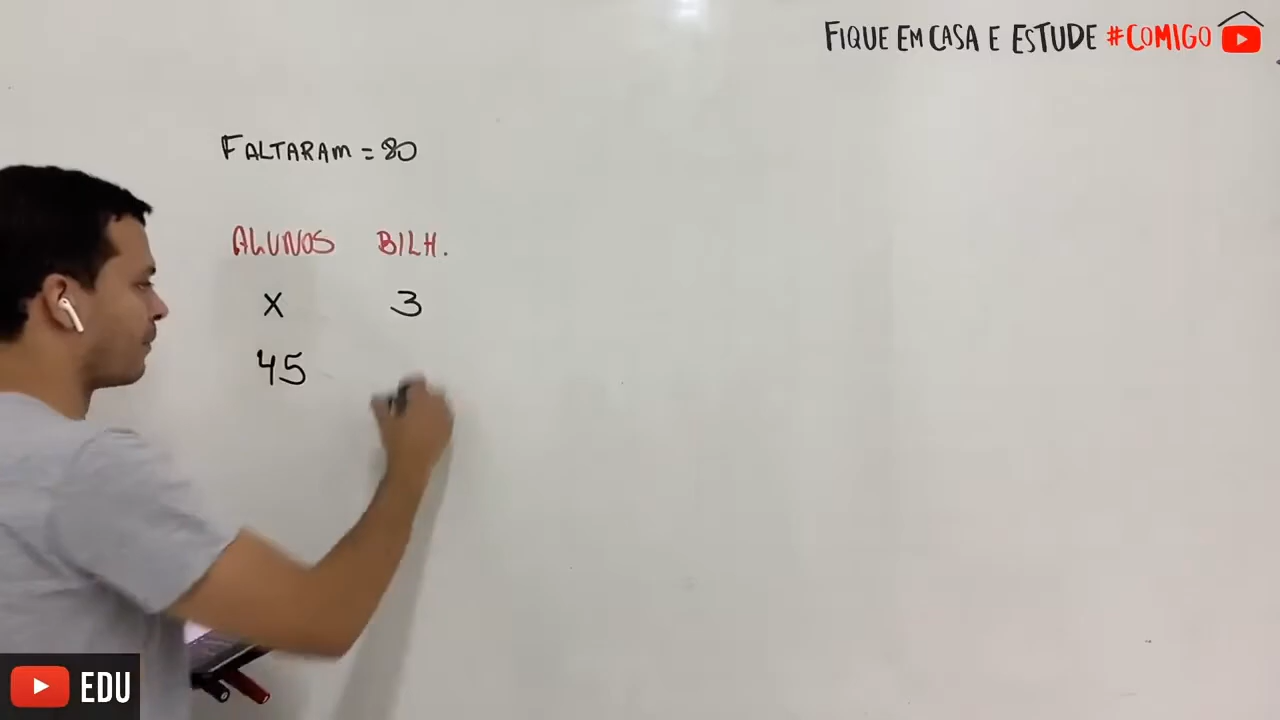 FIQUE EM CASA E ESTUDE #COMIGO
FALTARAM = 80
ALUNOS BILH.
X 3
45
EDU